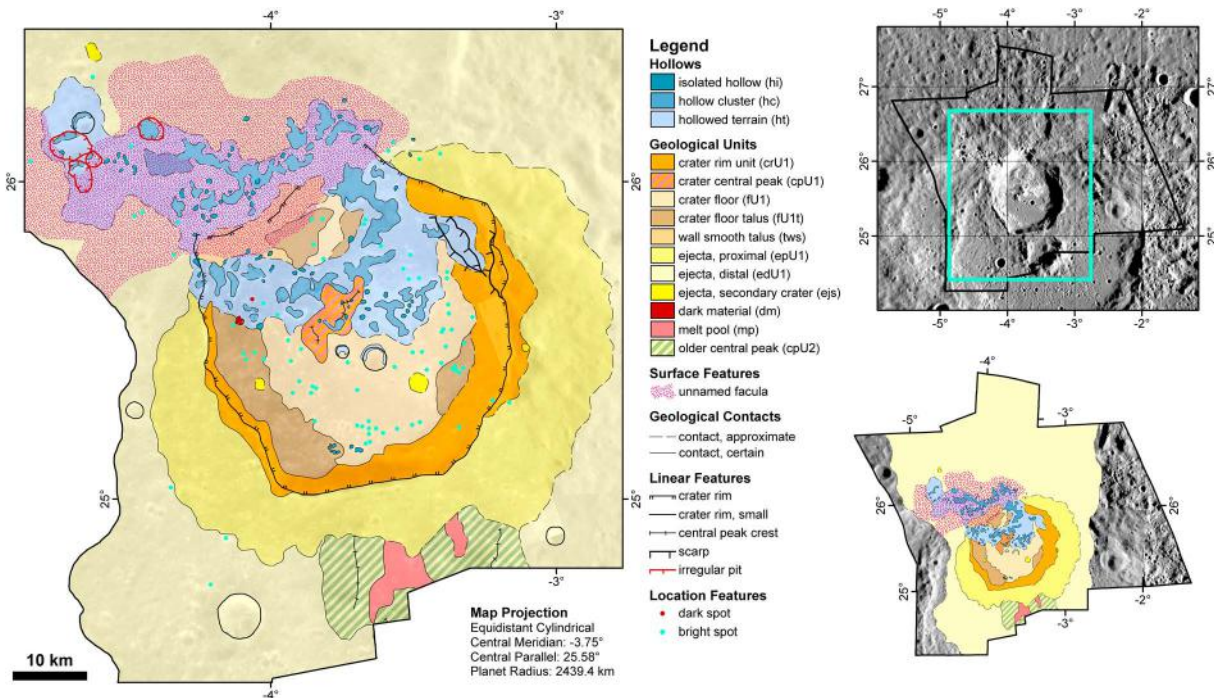 -4°
-3°
26°
26°
25°
25°
-4°
-3°
10 km
Map Projection
Equidistant Cylindrical
Central Meridian: -3.75°
Central Parallel: 25.58°
Planet Radius: 2439.4 km
Legend
Hollows
isolated hollow (hi)
hollow cluster (hc)
hollowed terrain (ht)
Geological Units
crater rim unit (crU1)
crater central peak (cpU1)
crater floor (fU1)
crater floor talus (fU1t)
wall smooth talus (tws)
ejecta, proximal (epU1)
ejecta, distal (edU1)
ejecta, secondary crater (ejs)
dark material (dm)
melt pool (mp)
older central peak (cpU2)
Surface Features
unnamed facula
Geological Contacts
contact, approximate
contact, certain
Linear Features
crater rim
crater rim, small
central peak crest
scarp
irregular pit
Location Features
dark spot
bright spot
-5° -4° -3° -2°
27°
27°
26°
26°
25°
25°
-5° -4° -3° -2°
-4°
-5°
-3°
26°
26°
25°
-2°
-3°